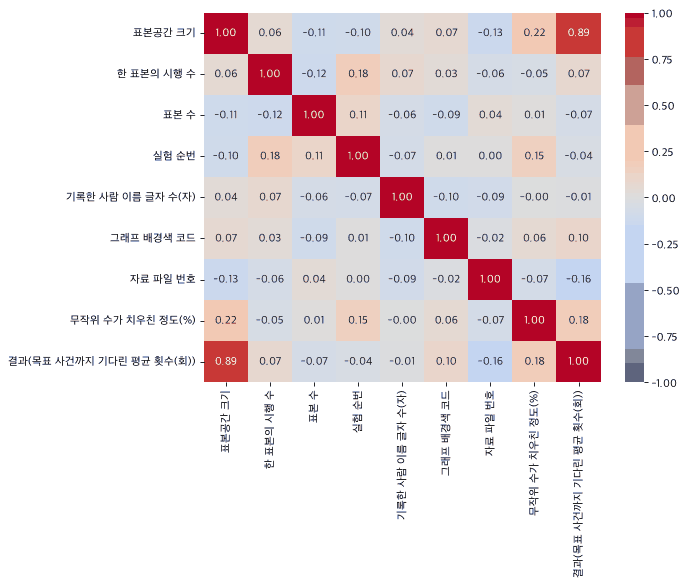 표본공간 크기 1.00 0.06 -0.11 -0.10 0.04 0.07 -0.13 0.22 0.89
한 표본의 시행 수 0.06 1.00 -0.12 0.18 0.07 0.03 -0.06 -0.05 0.07
표본 수 -0.11 -0.12 1.00 0.11 -0.06 -0.09 0.04 0.01 -0.07
실험 순번 -0.10 0.18 0.11 1.00 -0.07 0.01 0.00 0.15 -0.04
기록한 사람 이름 글자 수(자) 0.04 0.07 -0.06 -0.07 1.00 -0.10 -0.09 -0.00 -0.01
그래프 배경색 코드 0.07 0.03 -0.09 0.01 -0.10 1.00 -0.02 0.06 0.10
자료 파일 번호 -0.13 -0.06 0.04 0.00 -0.09 -0.02 1.00 -0.07 -0.16
무작위 수가 치우친 정도(%) 0.22 -0.05 0.01 0.15 -0.00 0.06 -0.07 1.00 0.18
결과(목표 사건까지 기다린 평균 횟수(회)) 0.89 0.07 -0.07 -0.04 -0.01 0.10 -0.16 0.18 1.00
표본공간 크기
한 표본의 시행 수
표본 수
실험 순번
기록한 사람 이름 글자 수(자)
그래프 배경색 코드
자료 파일 번호
무작위 수가 치우친 정도(%)
결과(목표 사건까지 기다린 평균 횟수(회))
1.00
0.75
0.50
0.25
0.00
-0.25
-0.50
-0.75
-1.00